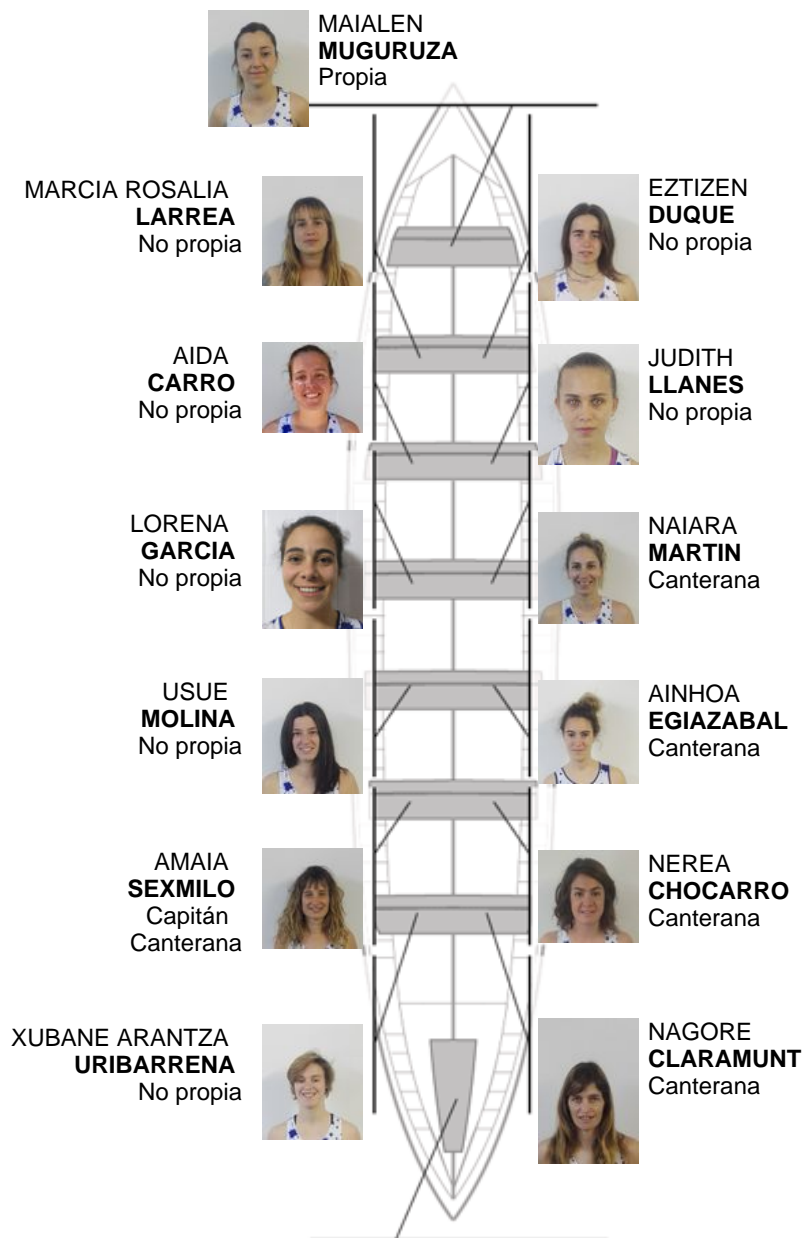 MAIALEN
MUGURUZA
Propia
MARCIA ROSALIA
LARREA
No propia
EZTIZEN
DUQUE
No propia
AIDA
CARRO
No propia
JUDITH
LLANES
No propia
LORENA
GARCIA
No propia
NAIARA
MARTIN
Canterana
USUE
MOLINA
No propia
AINHOA
EGIAZABAL
Canterana
AMAIA
SEXMILO
Capitán
Canterana
NEREA
CHOCARRO
Canterana
XUBANE ARANTZA
URIBARRENA
No propia
NAGORE
CLARAMUNT
Canterana